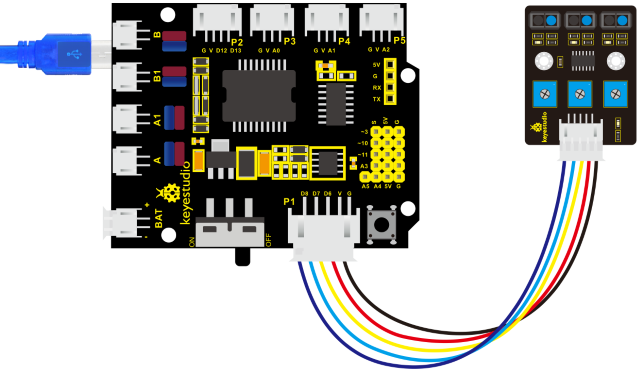 B
B1
A1
A
BAT
+
-
P2
P3
P4
P5
G V D12 D13
G V A0
G V A1
G V A2
5V
G
RX
TX
S 5V G
~3
~10
~11
A3
A5 A4 5V G
keyestudio
ON
OFF
P1
D8 D7 D6 V G
keyestudio